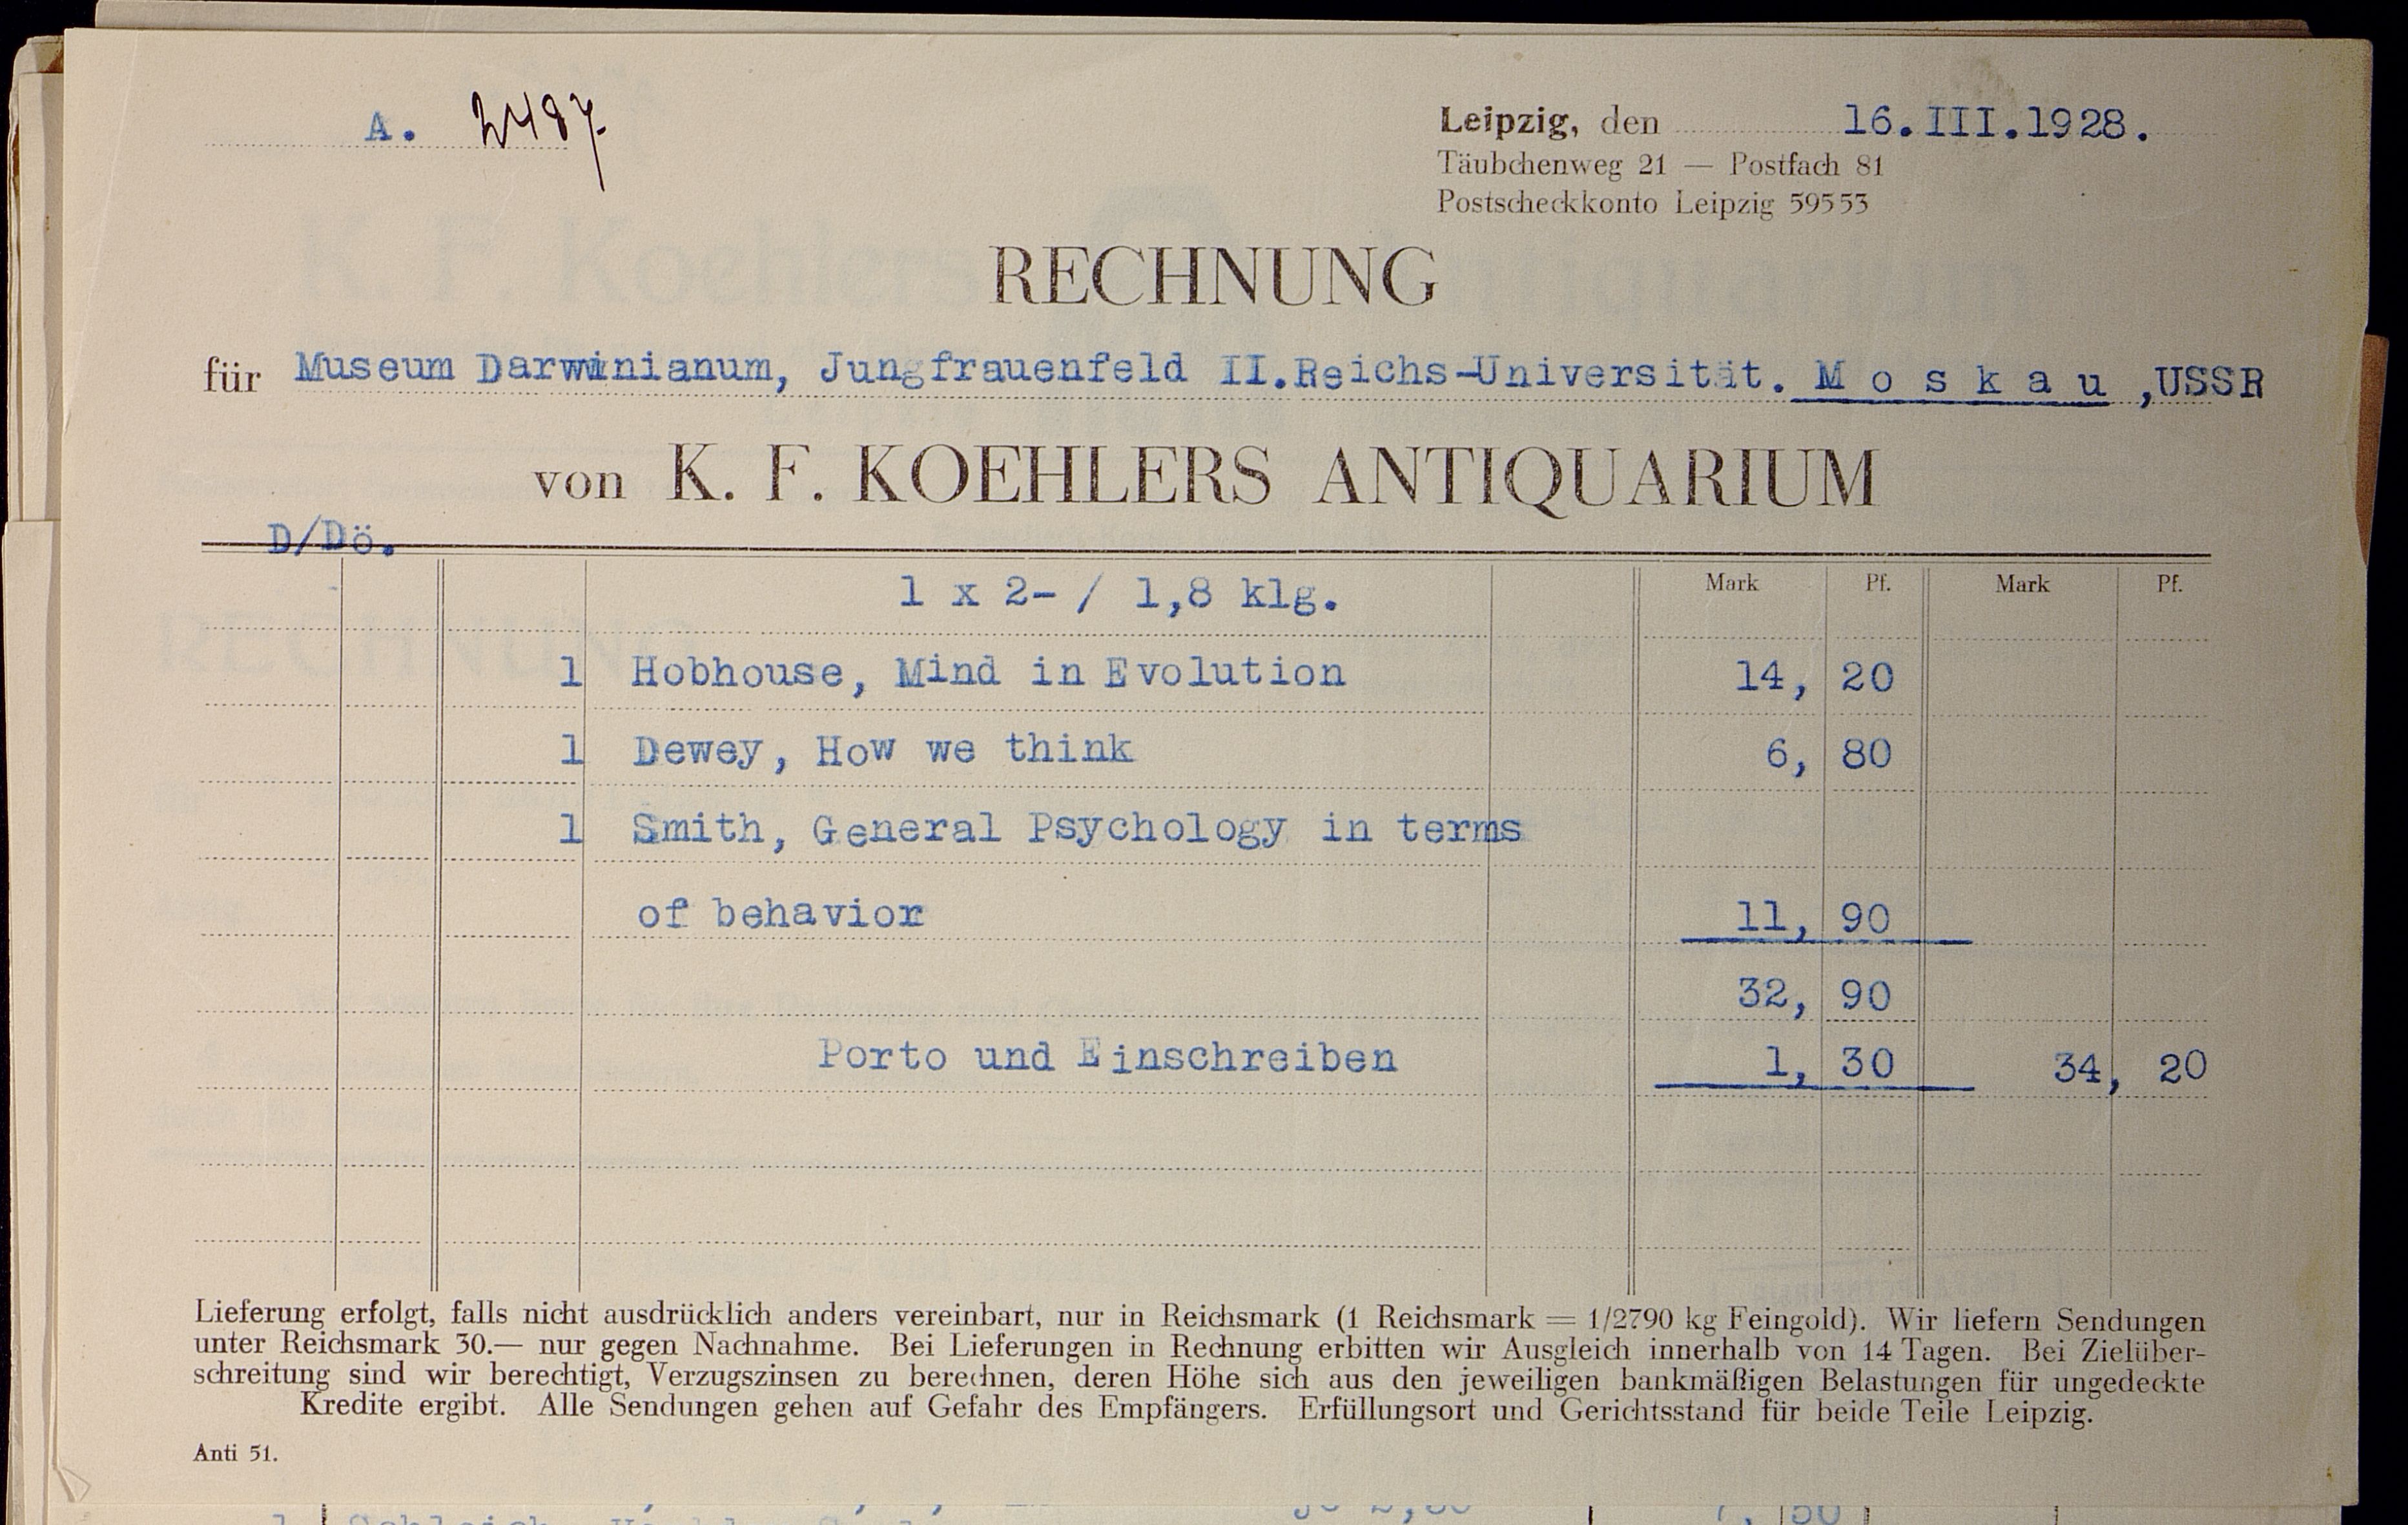 A. 2487.
Leipzig, den 16.III.1928.
Täubchenweg 21 — Postfach 81
Postscheckkonto Leipzig 59553
RECHNUNG
für Museum Darwinianum, Jungfrauenfeld II.Reichs-Universität. Moskau ,USSR
von K. F. KOEHLERS ANTIQUARIUM
D/Dö.
1 x 2- / 1,8 klg. Mark Pf. Mark Pf.
1 Hobhouse, Mind in Evolution 14, 20
1 Dewey, How we think 6, 80
1 Smith, General Psychology in terms
of behavior 11, 90
32, 90
Porto und Einschreiben 1, 30 34, 20
Lieferung erfolgt, falls nicht ausdrücklich anders vereinbart, nur in Reichsmark (1 Reichsmark = 1/2790 kg Feingold). Wir liefern Sendungen
unter Reichsmark 30.— nur gegen Nachnahme. Bei Lieferungen in Rechnung erbitten wir Ausgleich innerhalb von 14 Tagen. Bei Zielüber-
schreitung sind wir berechtigt, Verzugszinsen zu berechnen, deren Höhe sich aus den jeweiligen bankmäßigen Belastungen für ungedeckte
Kredite ergibt. Alle Sendungen gehen auf Gefahr des Empfängers. Erfüllungsort und Gerichtsstand für beide Teile Leipzig.
Anti 51.